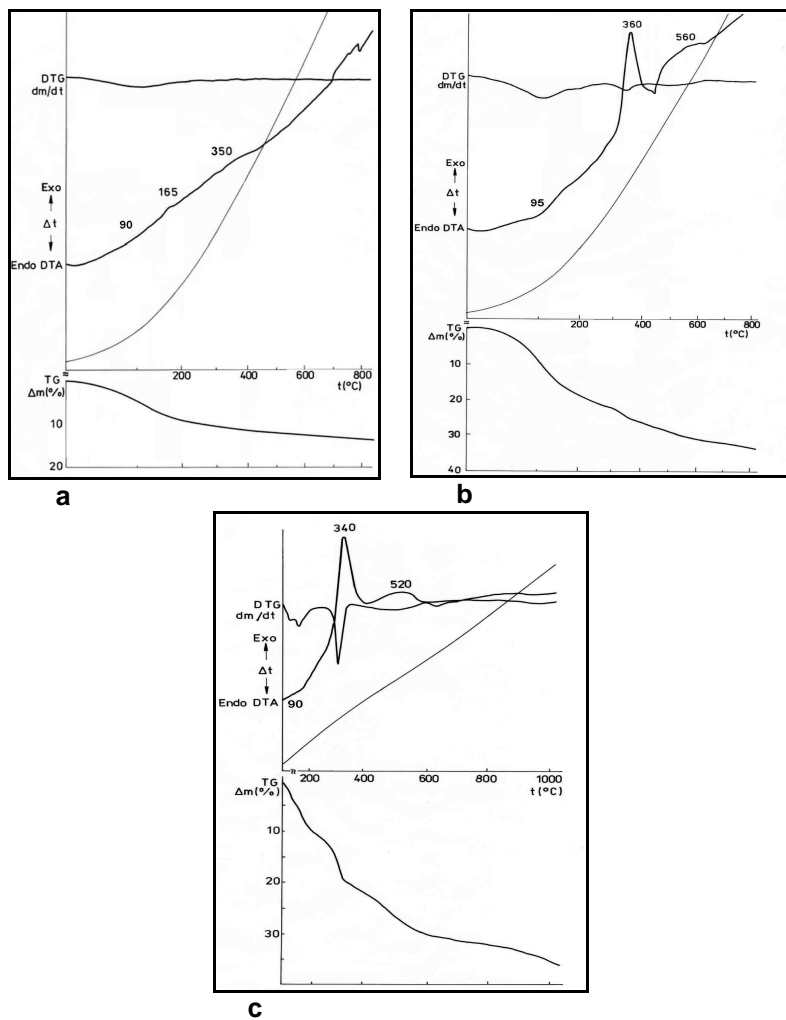 DTG
dm/dt
350
165
Exo
90
Δt
Endo DTA
TG
Δm(%)
200
400
600
800
t(°C)
10
20
a
360
560
DTG
dm/dt
Exo
Δt
95
Endo DTA
TG
Δm(%)
200
400
600
800
t(°C)
10
20
30
40
b
340
520
DTG
dm/dt
Exo
Δt
Endo DTA
90
TG
Δm(%)
200
400
600
800
1000
t(°C)
10
20
30
c